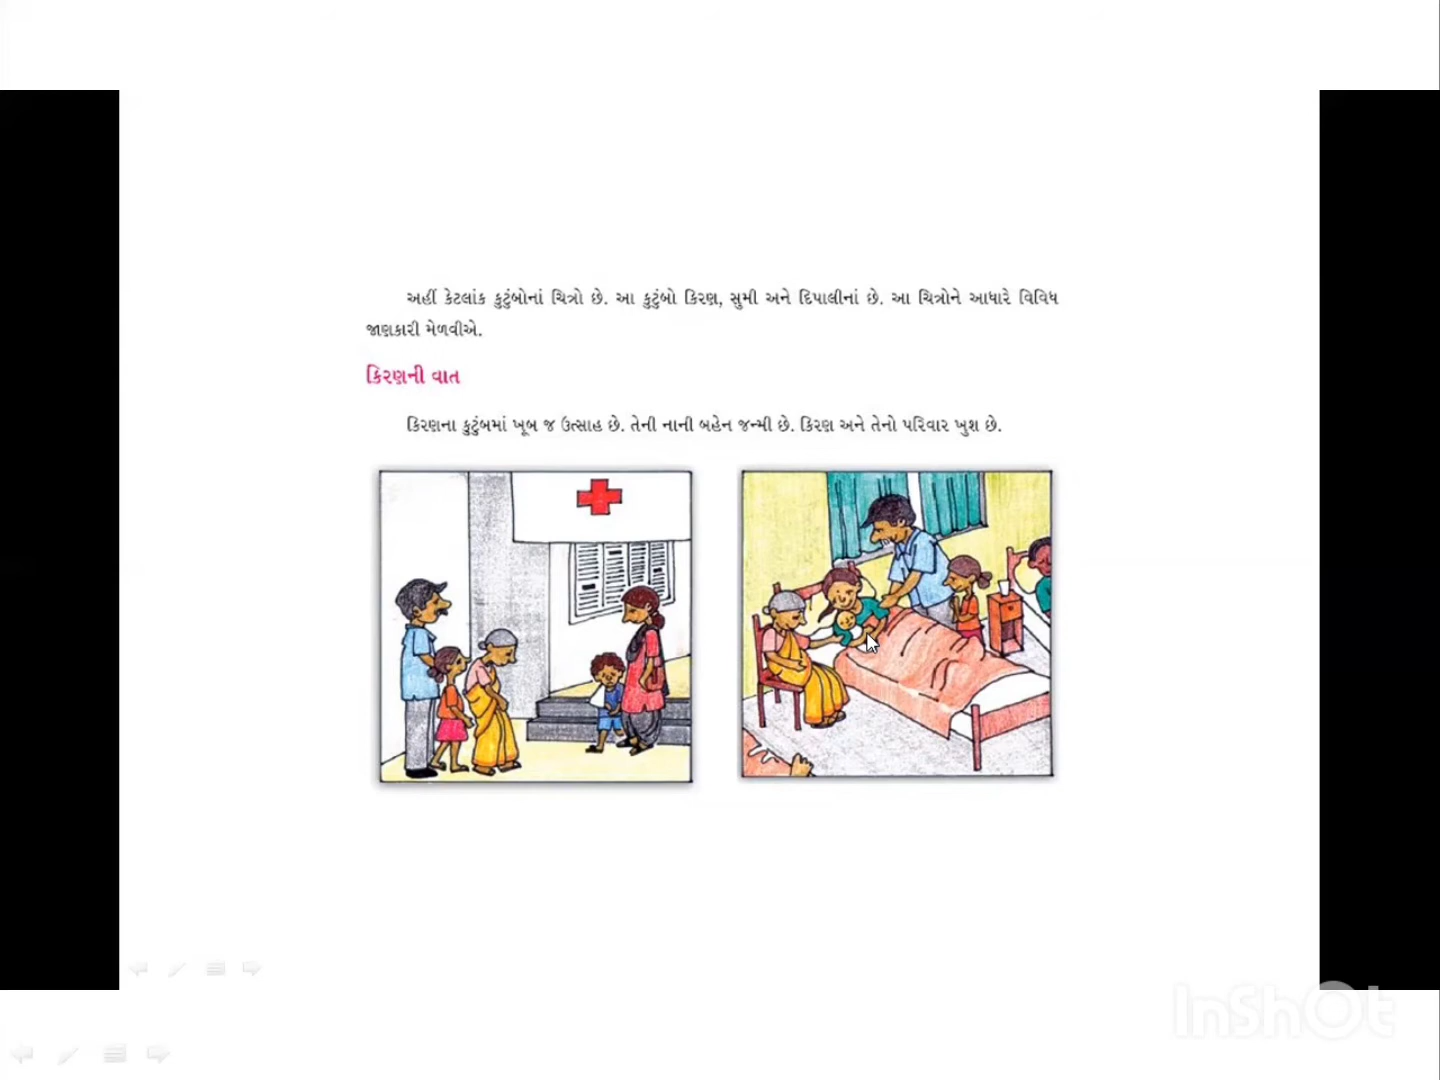 અહીં કેટલાંક કુટુંબોનાં ચિત્રો છે. આ કુટુંબો કિરણ, સુમી અને દિપાલીનાં છે. આ ચિત્રોને આધારે વિવિધ
જાણકારી મેળવીએ.
કિરણની વાત
કિરણના કુટુંબમાં ખૂબ જ ઉત્સાહ છે. તેની નાની બહેન જન્મી છે. કિરણ અને તેનો પરિવાર ખુશ છે.
InShOt